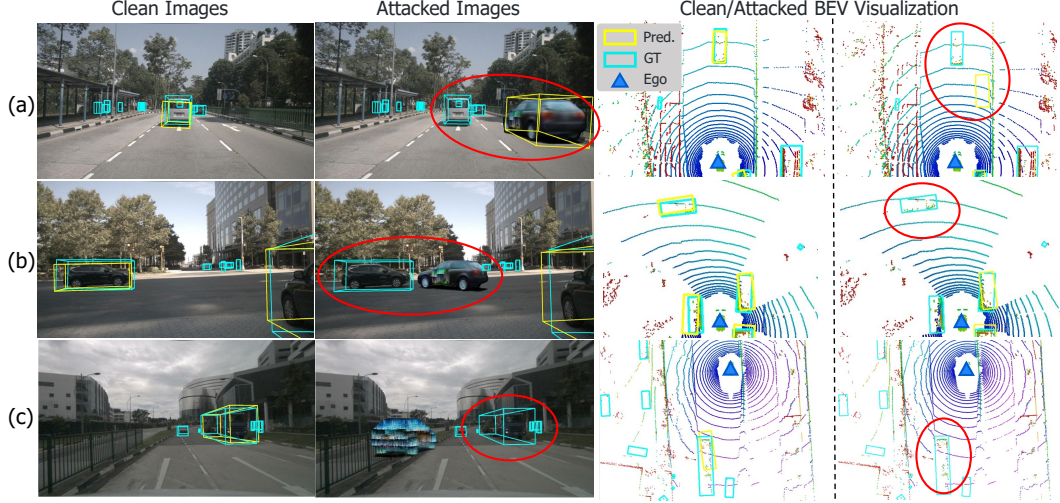 Clean Images
Attacked Images
Clean/Attacked BEV Visualization
Pred.
GT
Ego
(a)
(b)
(c)